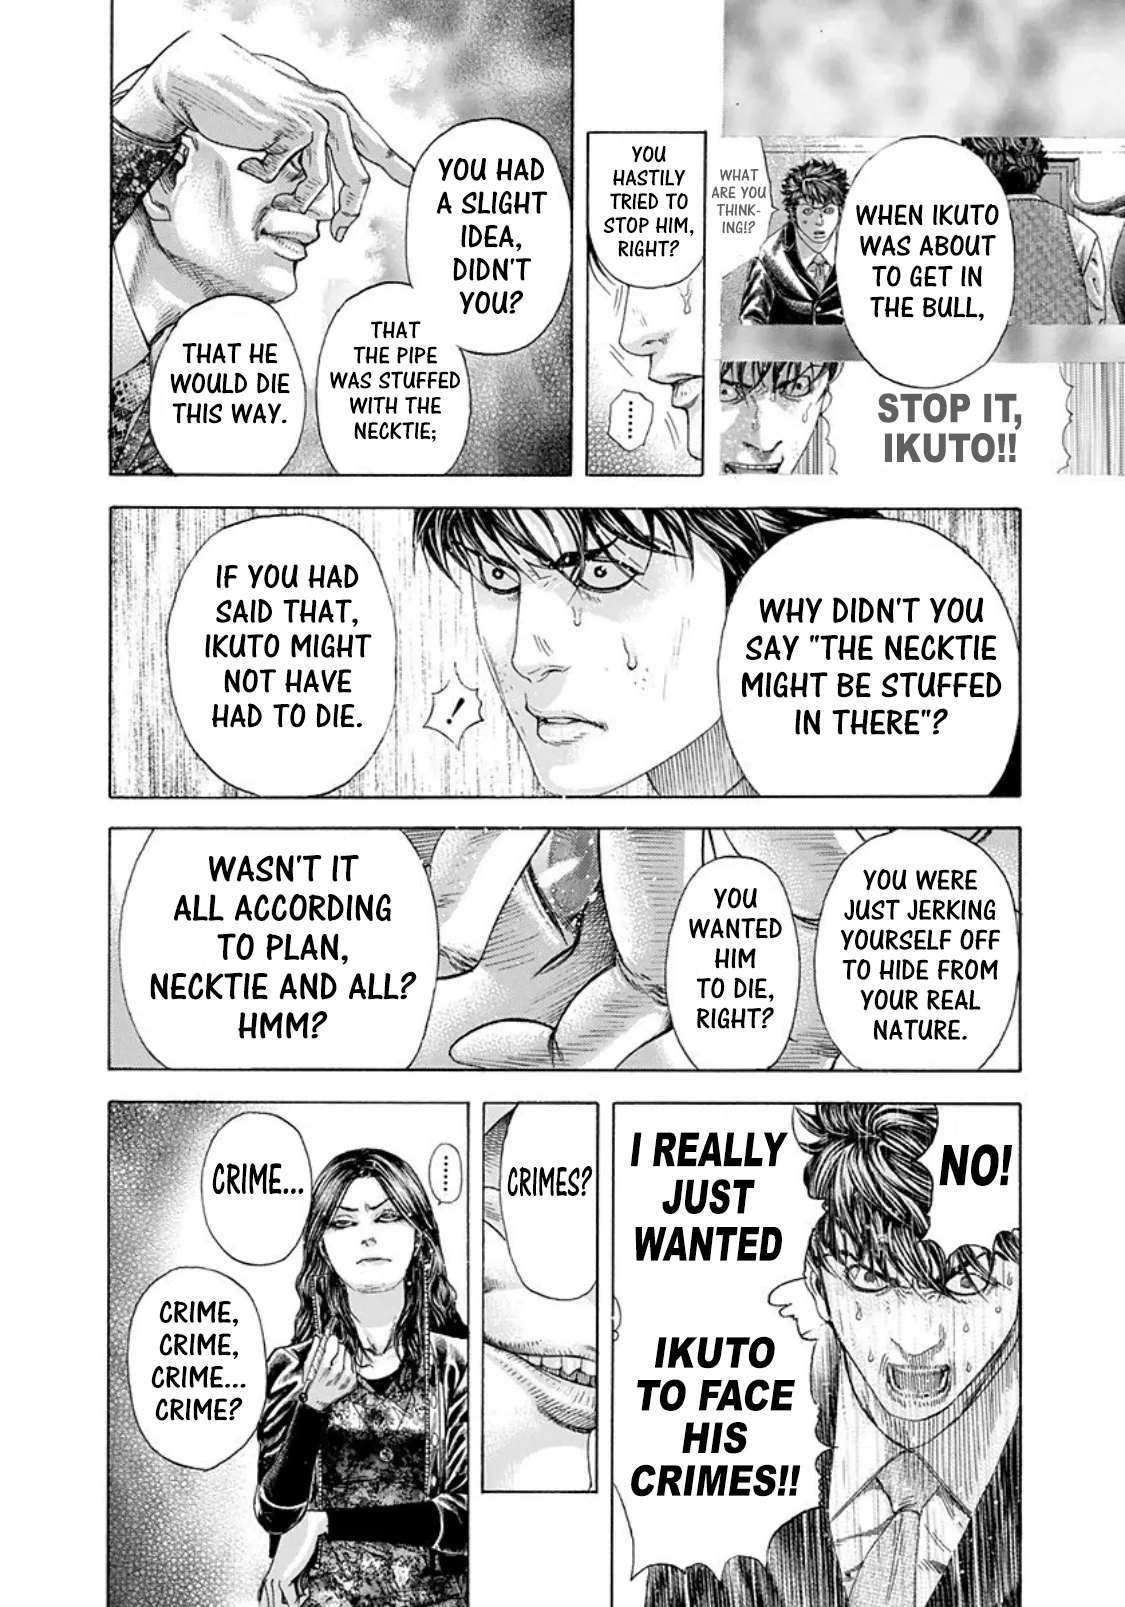 WHEN IKUTO
WAS ABOUT
TO GET IN
THE BULL,
WHAT
ARE YOU
THINK-
ING!?
STOP IT,
IKUTO!!
YOU
HASTILY
TRIED TO
STOP HIM,
RIGHT?
......
YOU HAD
A SLIGHT
IDEA,
DIDN'T
YOU?
THAT
THE PIPE
WAS STUFFED
WITH THE
NECKTIE;
THAT HE
WOULD DIE
THIS WAY.
WHY DIDN'T YOU
SAY "THE NECKTIE
MIGHT BE STUFFED
IN THERE"?
!
IF YOU HAD
SAID THAT,
IKUTO MIGHT
NOT HAVE
HAD TO DIE.
YOU WERE
JUST JERKING
YOURSELF OFF
TO HIDE FROM
YOUR REAL
NATURE.
YOU
WANTED
HIM
TO DIE,
RIGHT?
WASN'T IT
ALL ACCORDING
TO PLAN,
NECKTIE AND ALL?
HMM?
NO!
I REALLY
JUST
WANTED
IKUTO
TO FACE
HIS
CRIMES!!
CRIMES?
......
CRIME...
CRIME,
CRIME,
CRIME...
CRIME?